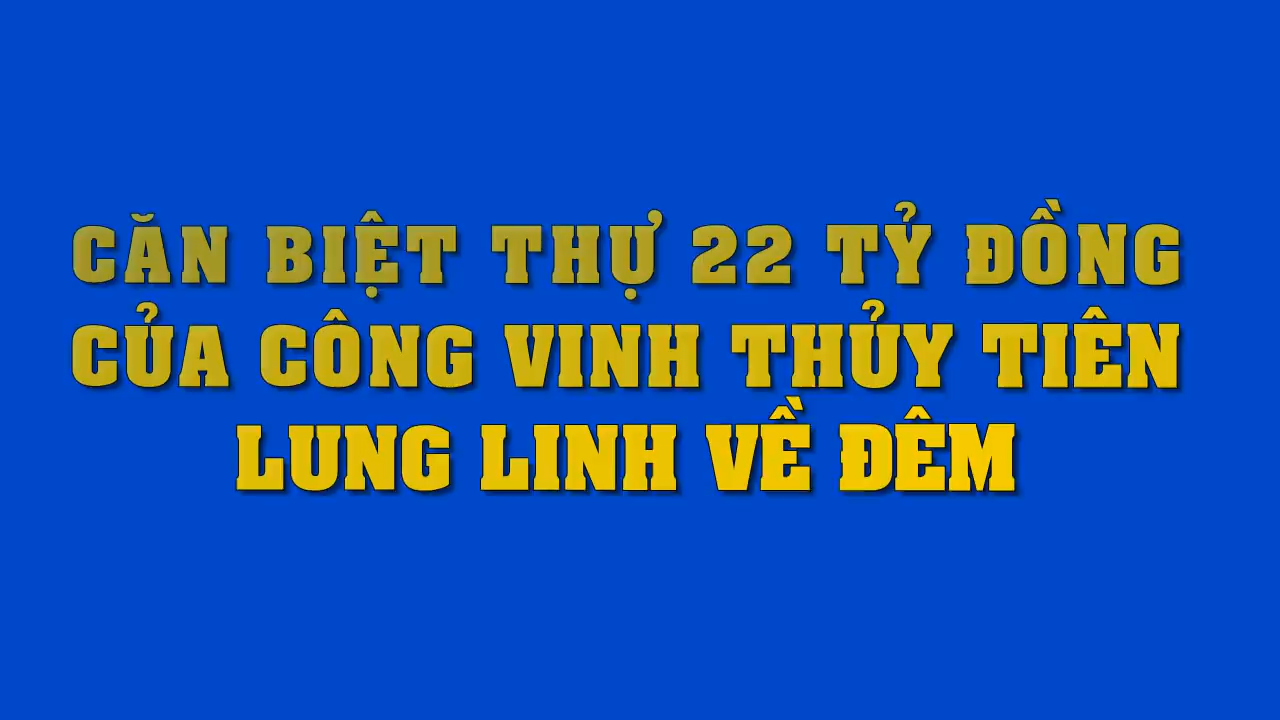 CĂN BIỆT THỰ 22 TỶ ĐỒNG
CỦA CÔNG VINH THỦY TIÊN
LUNG LINH VỀ ĐÊM